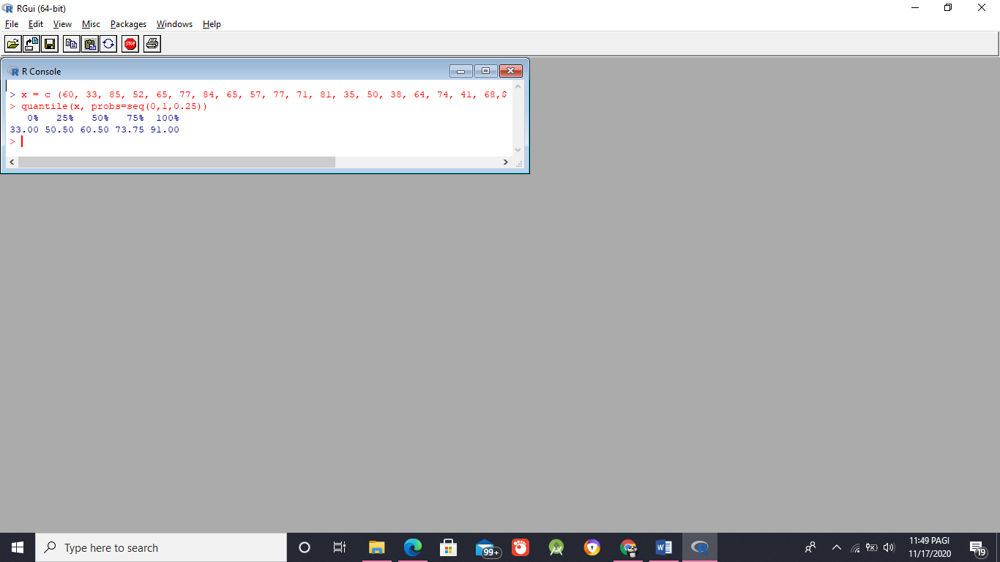 RGui (64-bit)
File Edit View Misc Packages Windows Help
STOP
R Console
> x = c (60, 33, 85, 52, 65, 77, 84, 65, 57, 77, 71, 81, 35, 50, 38, 64, 74, 41, 68,$
> quantile(x, probs=seq(0,1,0.25))
0% 25% 50% 75% 100%
33.00 50.50 60.50 73.75 91.00
>
Type here to search
99+
11:49 PAGI
11/17/2020
19